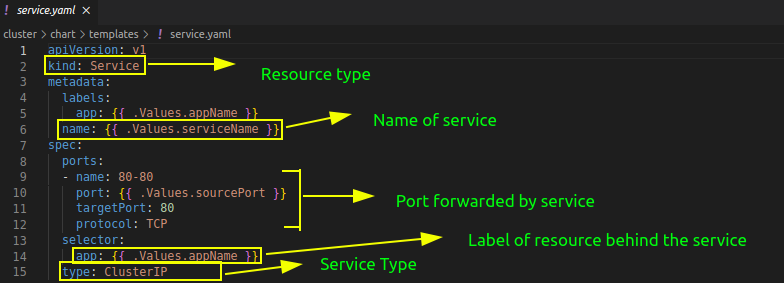 ! service.yaml ×
cluster > chart > templates > ! service.yaml
1 apiVersion: v1
2 kind: Service
Resource type
3 metadata:
4 labels:
5 app: {{ .Values.appName }}
6 name: {{ .Values.serviceName }}
Name of service
7 spec:
8 ports:
9 - name: 80-80
10 port: {{ .Values.sourcePort }}
11 targetPort: 80
Port forwarded by service
12 protocol: TCP
13 selector:
Label of resource behind the service
14 app: {{ .Values.appName }}
15 type: ClusterIP
Service Type